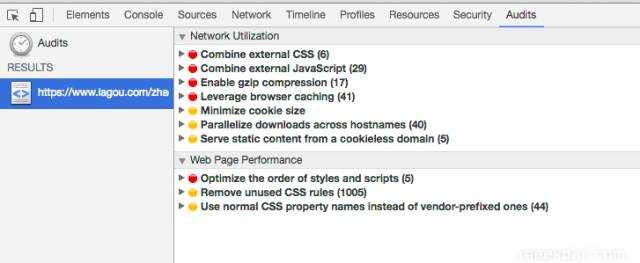 Elements Console Sources Network Timeline Profiles Resources Security Audits
Audits
RESULTS
https://www.lagou.com/zha
Network Utilization
Combine external CSS (6)
Combine external JavaScript (29)
Enable gzip compression (17)
Leverage browser caching (41)
Minimize cookie size
Parallelize downloads across hostnames (40)
Serve static content from a cookieless domain (5)
Web Page Performance
Optimize the order of styles and scripts (5)
Remove unused CSS rules (1005)
Use normal CSS property names instead of vendor-prefixed ones (44)